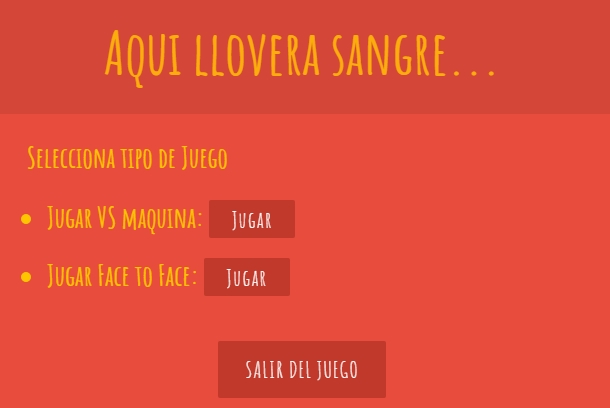 Aqui llovera sangre...
Selecciona tipo de Juego
Jugar VS maquina: Jugar
Jugar Face to Face: Jugar
SALIR DEL JUEGO